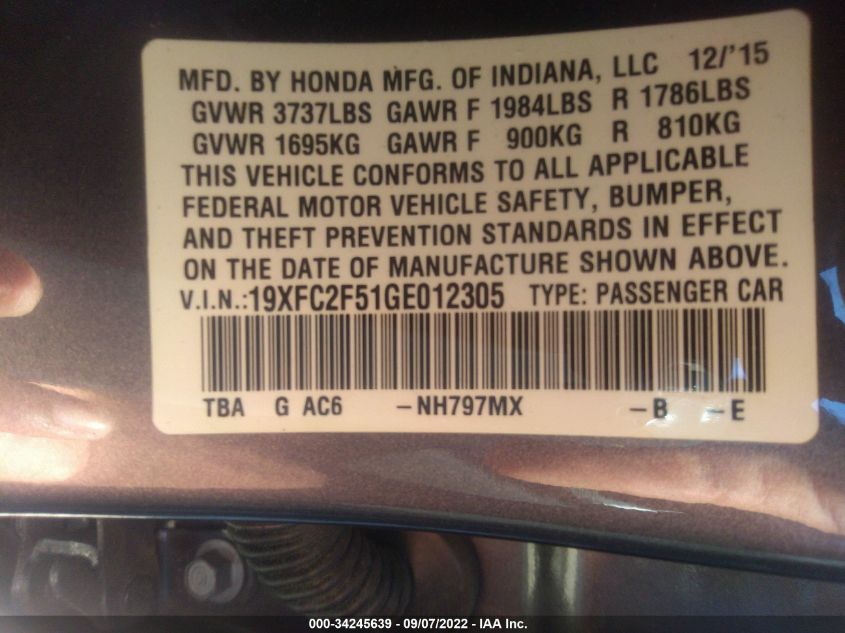 MFD. BY HONDA MFG. OF INDIANA, LLC 12/'15
GVWR 3737LBS GAWR F 1984LBS R 1786LBS
GVWR 1695KG GAWR F 900KG R 810KG
THIS VEHICLE CONFORMS TO ALL APPLICABLE
FEDERAL MOTOR VEHICLE SAFETY, BUMPER,
AND THEFT PREVENTION STANDARDS IN EFFECT
ON THE DATE OF MANUFACTURE SHOWN ABOVE.
V.I.N.:19XFC2F51GE012305 TYPE: PASSENGER CAR
TBA G AC6 –NH797MX –B –E
000-34245639 - 09/07/2022 - IAA Inc.